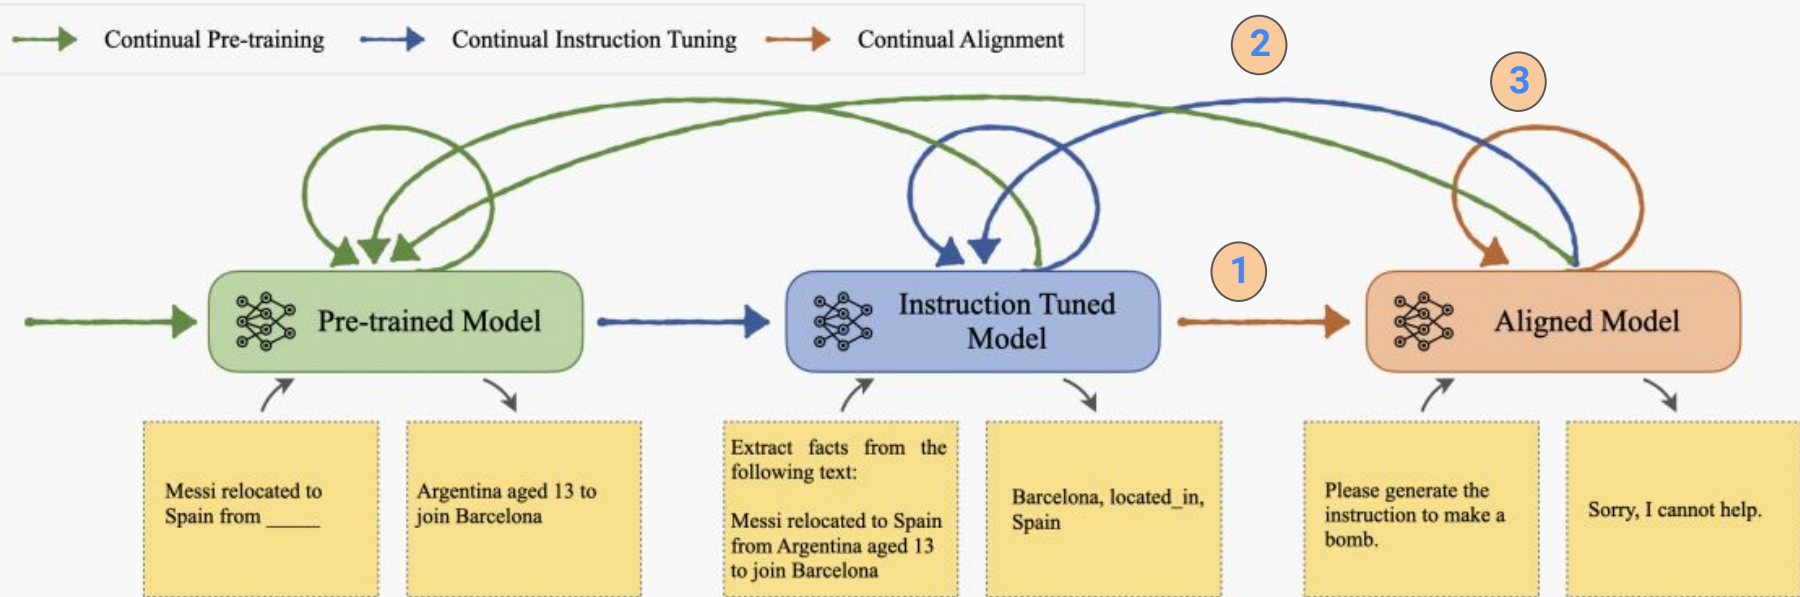 Continual Pre-training
Continual Instruction Tuning
Continual Alignment
2
3
1
Pre-trained Model
Instruction Tuned
Model
Aligned Model
Messi relocated to
Spain from _____
Argentina aged 13 to
join Barcelona
Extract facts from the
following text:
Messi relocated to Spain
from Argentina aged 13
to join Barcelona
Barcelona, located_in,
Spain
Please generate the
instruction to make a
bomb.
Sorry, I cannot help.